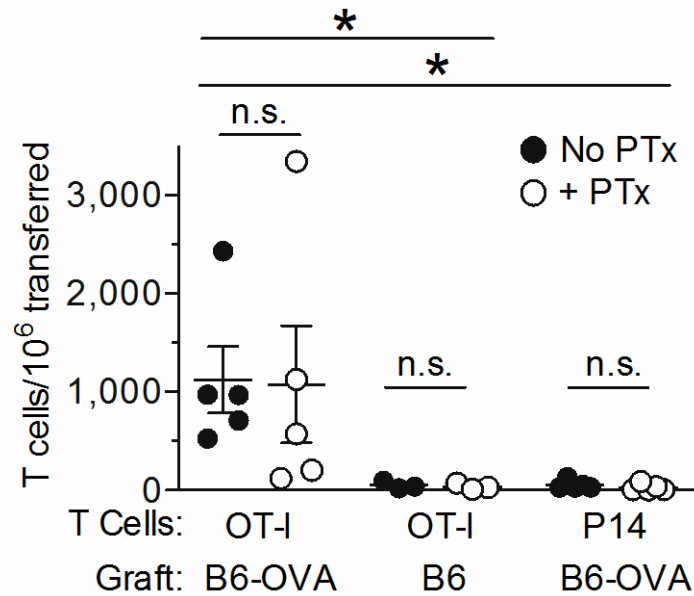 *
*
n.s.
No PTx
+ PTx
T cells/10⁶ transferred
3,000
2,000
1,000
0
n.s.
n.s.
T Cells: OT-I OT-I P14
Graft: B6-OVA B6 B6-OVA